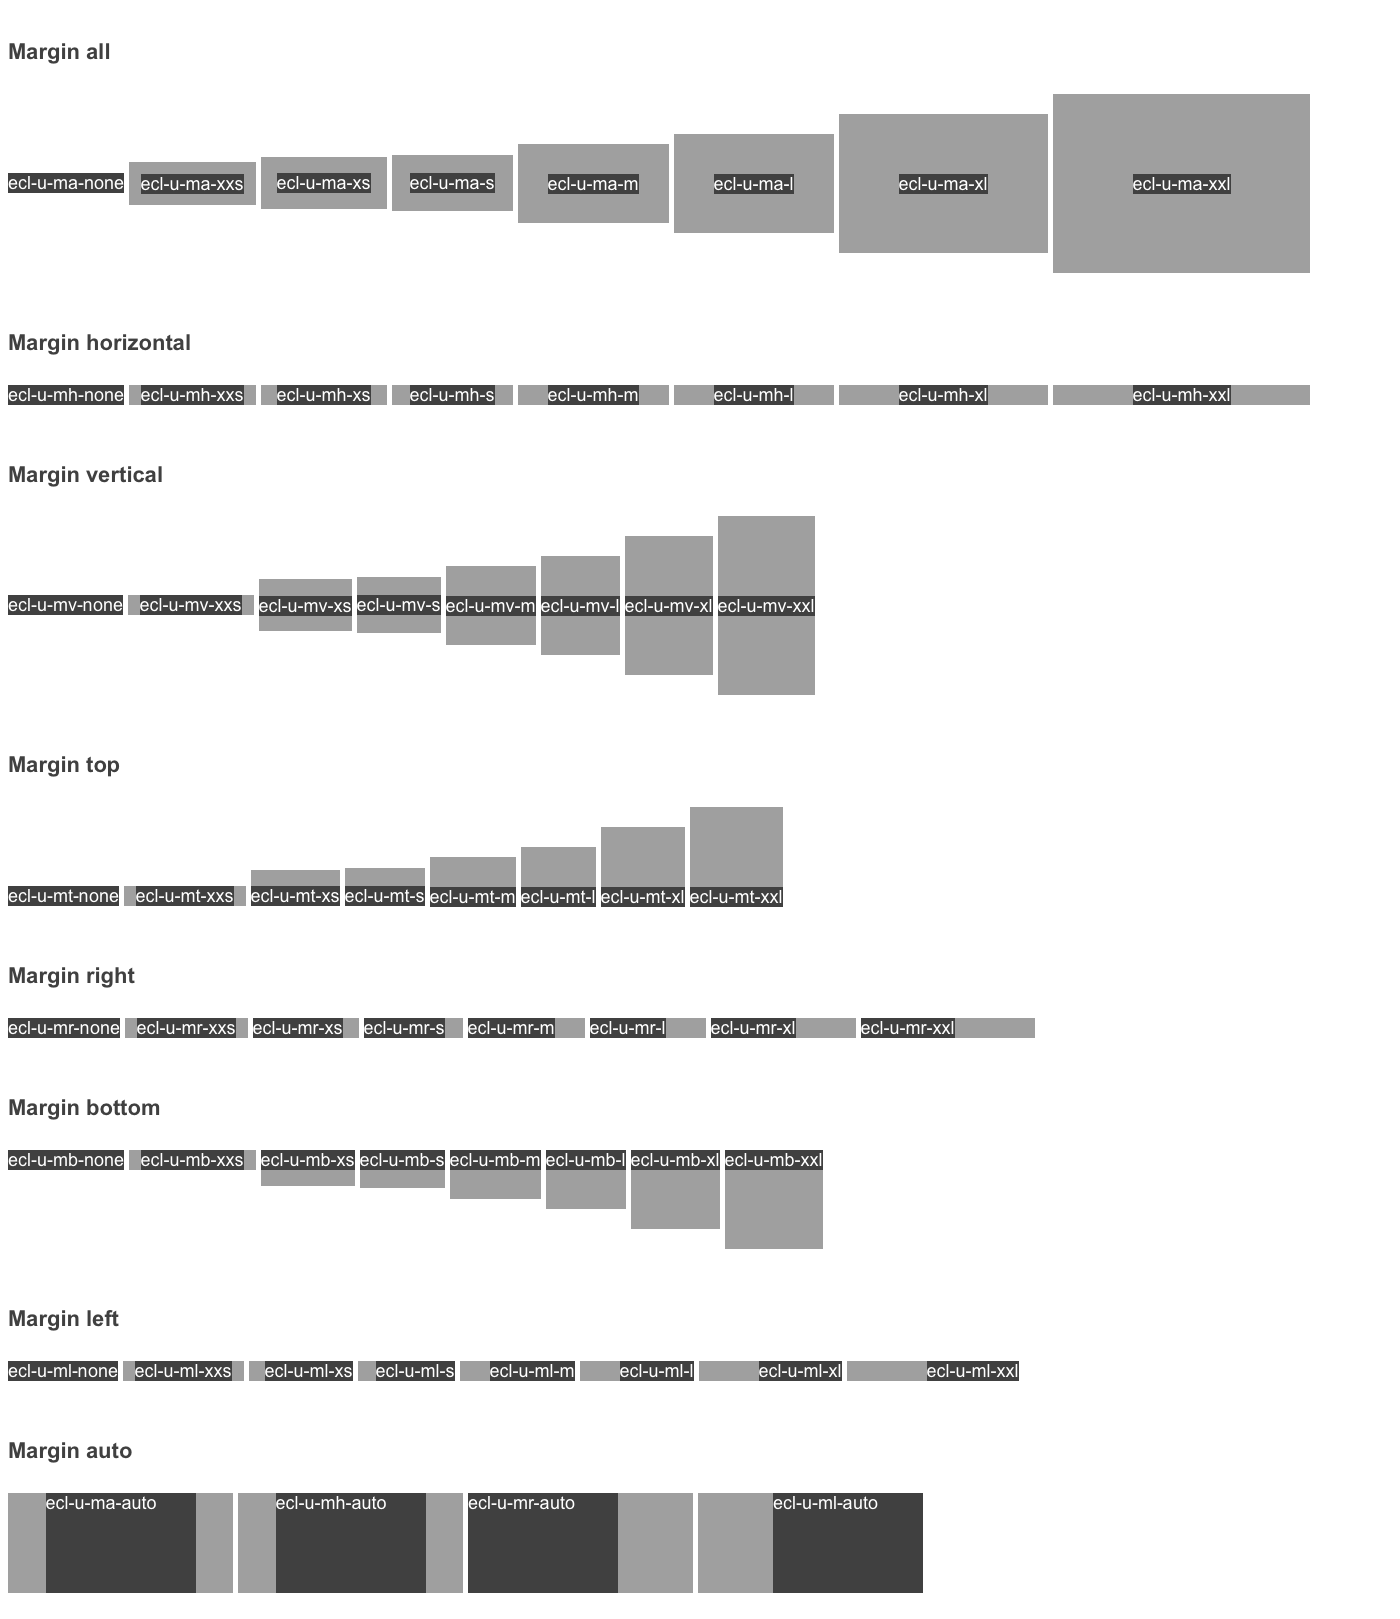 Margin all
ecl-u-ma-none ecl-u-ma-xxs ecl-u-ma-xs ecl-u-ma-s ecl-u-ma-m ecl-u-ma-l ecl-u-ma-xl ecl-u-ma-xxl
Margin horizontal
ecl-u-mh-none ecl-u-mh-xxs ecl-u-mh-xs ecl-u-mh-s ecl-u-mh-m ecl-u-mh-l ecl-u-mh-xl ecl-u-mh-xxl
Margin vertical
ecl-u-mv-none ecl-u-mv-xxs ecl-u-mv-xs ecl-u-mv-s ecl-u-mv-m ecl-u-mv-l ecl-u-mv-xl ecl-u-mv-xxl
Margin top
ecl-u-mt-none ecl-u-mt-xxs ecl-u-mt-xs ecl-u-mt-s ecl-u-mt-m ecl-u-mt-l ecl-u-mt-xl ecl-u-mt-xxl
Margin right
ecl-u-mr-none ecl-u-mr-xxs ecl-u-mr-xs ecl-u-mr-s ecl-u-mr-m ecl-u-mr-l ecl-u-mr-xl ecl-u-mr-xxl
Margin bottom
ecl-u-mb-none ecl-u-mb-xxs ecl-u-mb-xs ecl-u-mb-s ecl-u-mb-m ecl-u-mb-l ecl-u-mb-xl ecl-u-mb-xxl
Margin left
ecl-u-ml-none ecl-u-ml-xxs ecl-u-ml-xs ecl-u-ml-s ecl-u-ml-m ecl-u-ml-l ecl-u-ml-xl ecl-u-ml-xxl
Margin auto
ecl-u-ma-auto ecl-u-mh-auto ecl-u-mr-auto ecl-u-ml-auto